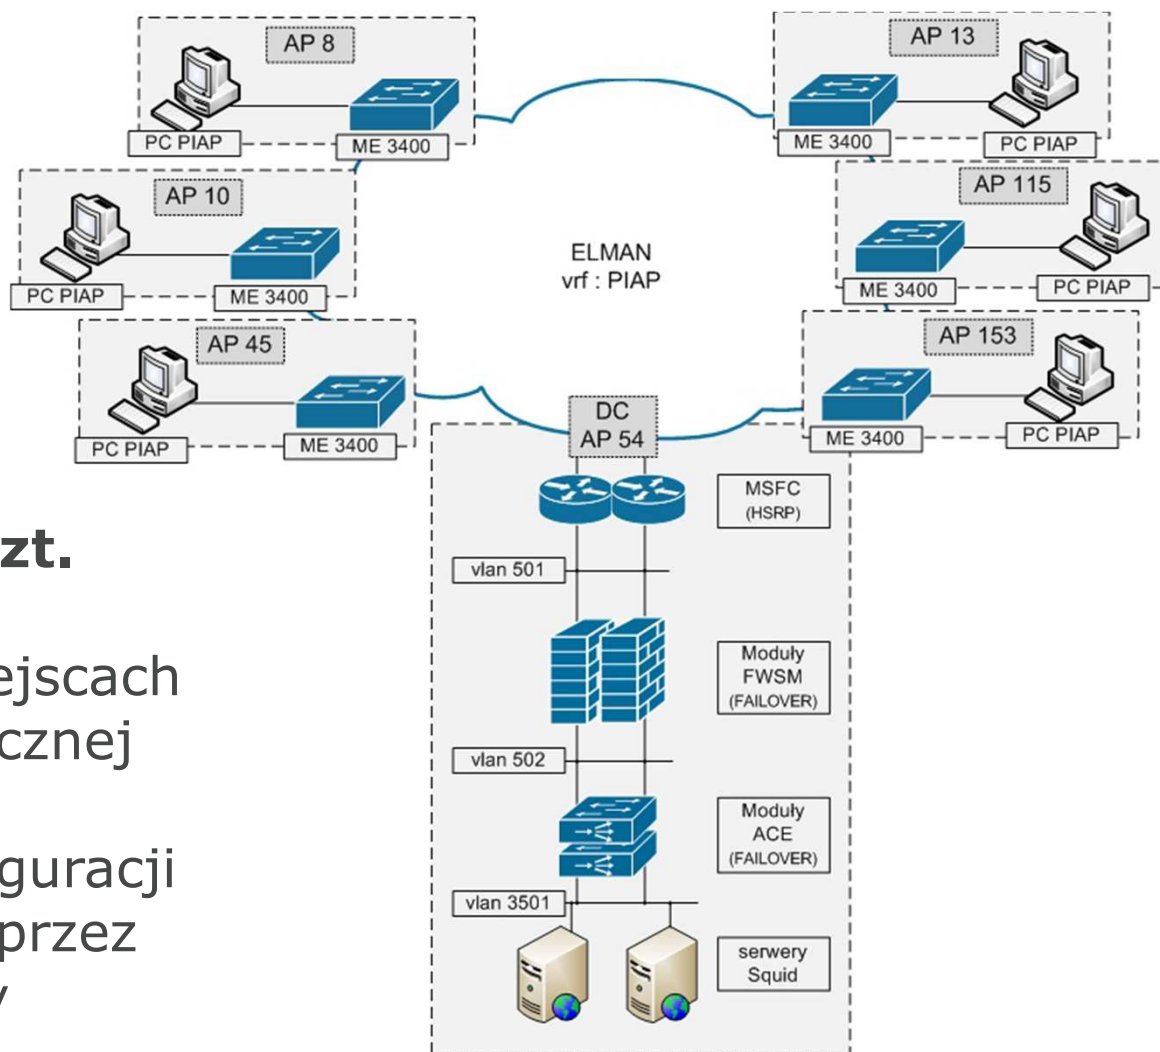 AP 8
PC PIAP
ME 3400
AP 13
ME 3400
PC PIAP
AP 10
PC PIAP
ME 3400
AP 115
ME 3400
PC PIAP
ELMAN
vrf : PIAP
AP 45
PC PIAP
ME 3400
AP 153
ME 3400
PC PIAP
DC
AP 54
MSFC
(HSRP)
vlan 501
Moduły
FWSM
(FAILOVER)
vlan 502
Moduły
ACE
(FAILOVER)
vlan 3501
serwery
Squid
zt.
ejscach
cznej
guracji
przez